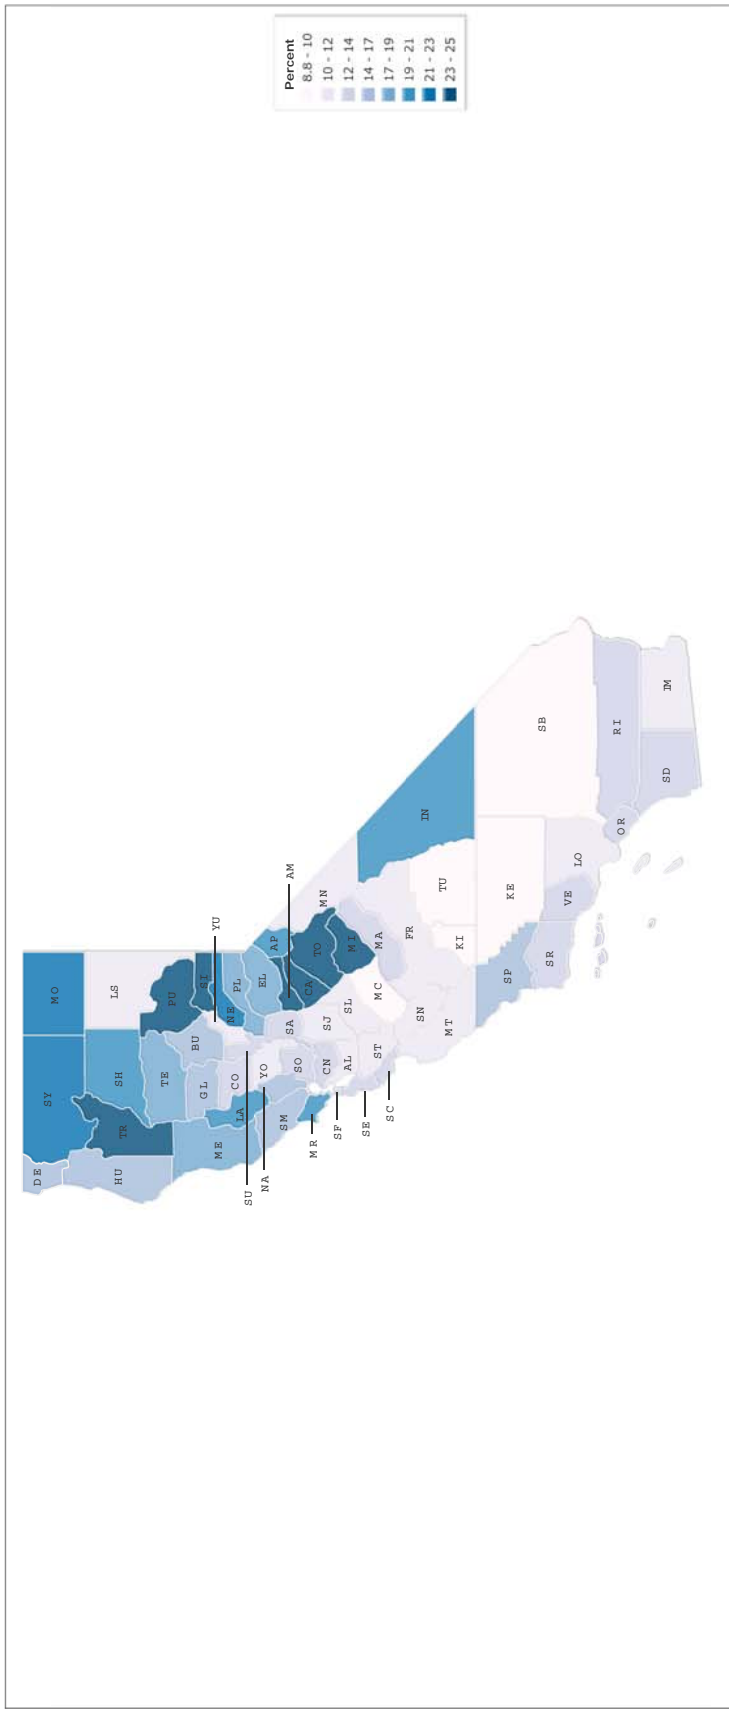 Percent
8.8 - 10
10 - 12
12 - 14
14 - 17
17 - 19
19 - 21
21 - 23
23 - 25
DE
SY
MO
HU
TR
SH
LS
TE
PU
ME
GL
BU
SI
LA
CO
NE
PL
YU
SU
NA
YO
EL
AP
SM
SO
SA
AM
CA
MR
CN
SJ
TO
MN
SF
AL
SL
MI
SE
ST
MC
MA
SC
SN
FR
IN
MT
KI
TU
SP
KE
SB
SR
VE
LO
OR
RI
SD
IM